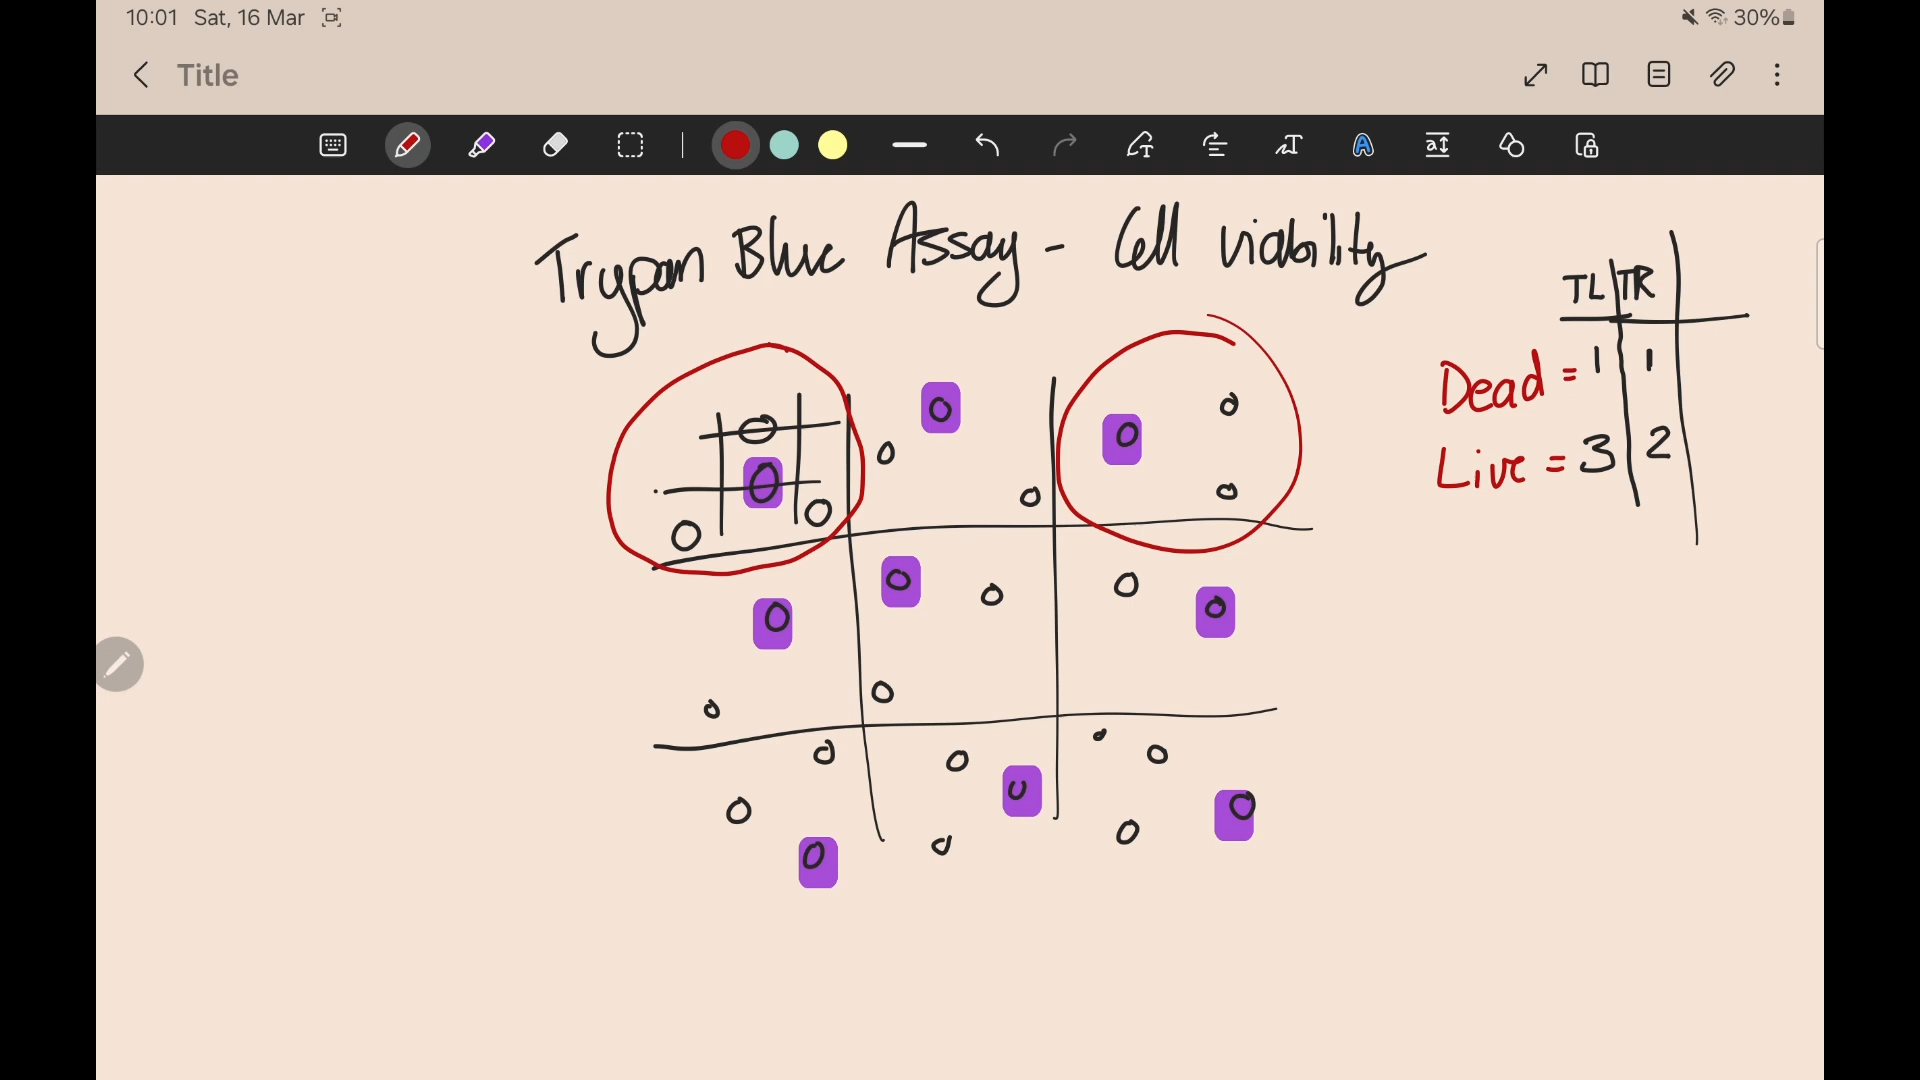 10:01 Sat, 16 Mar 30%
Title
Trypan Blue Assay - Cell viability
TL TR
Dead = 1 1
Live = 3 2